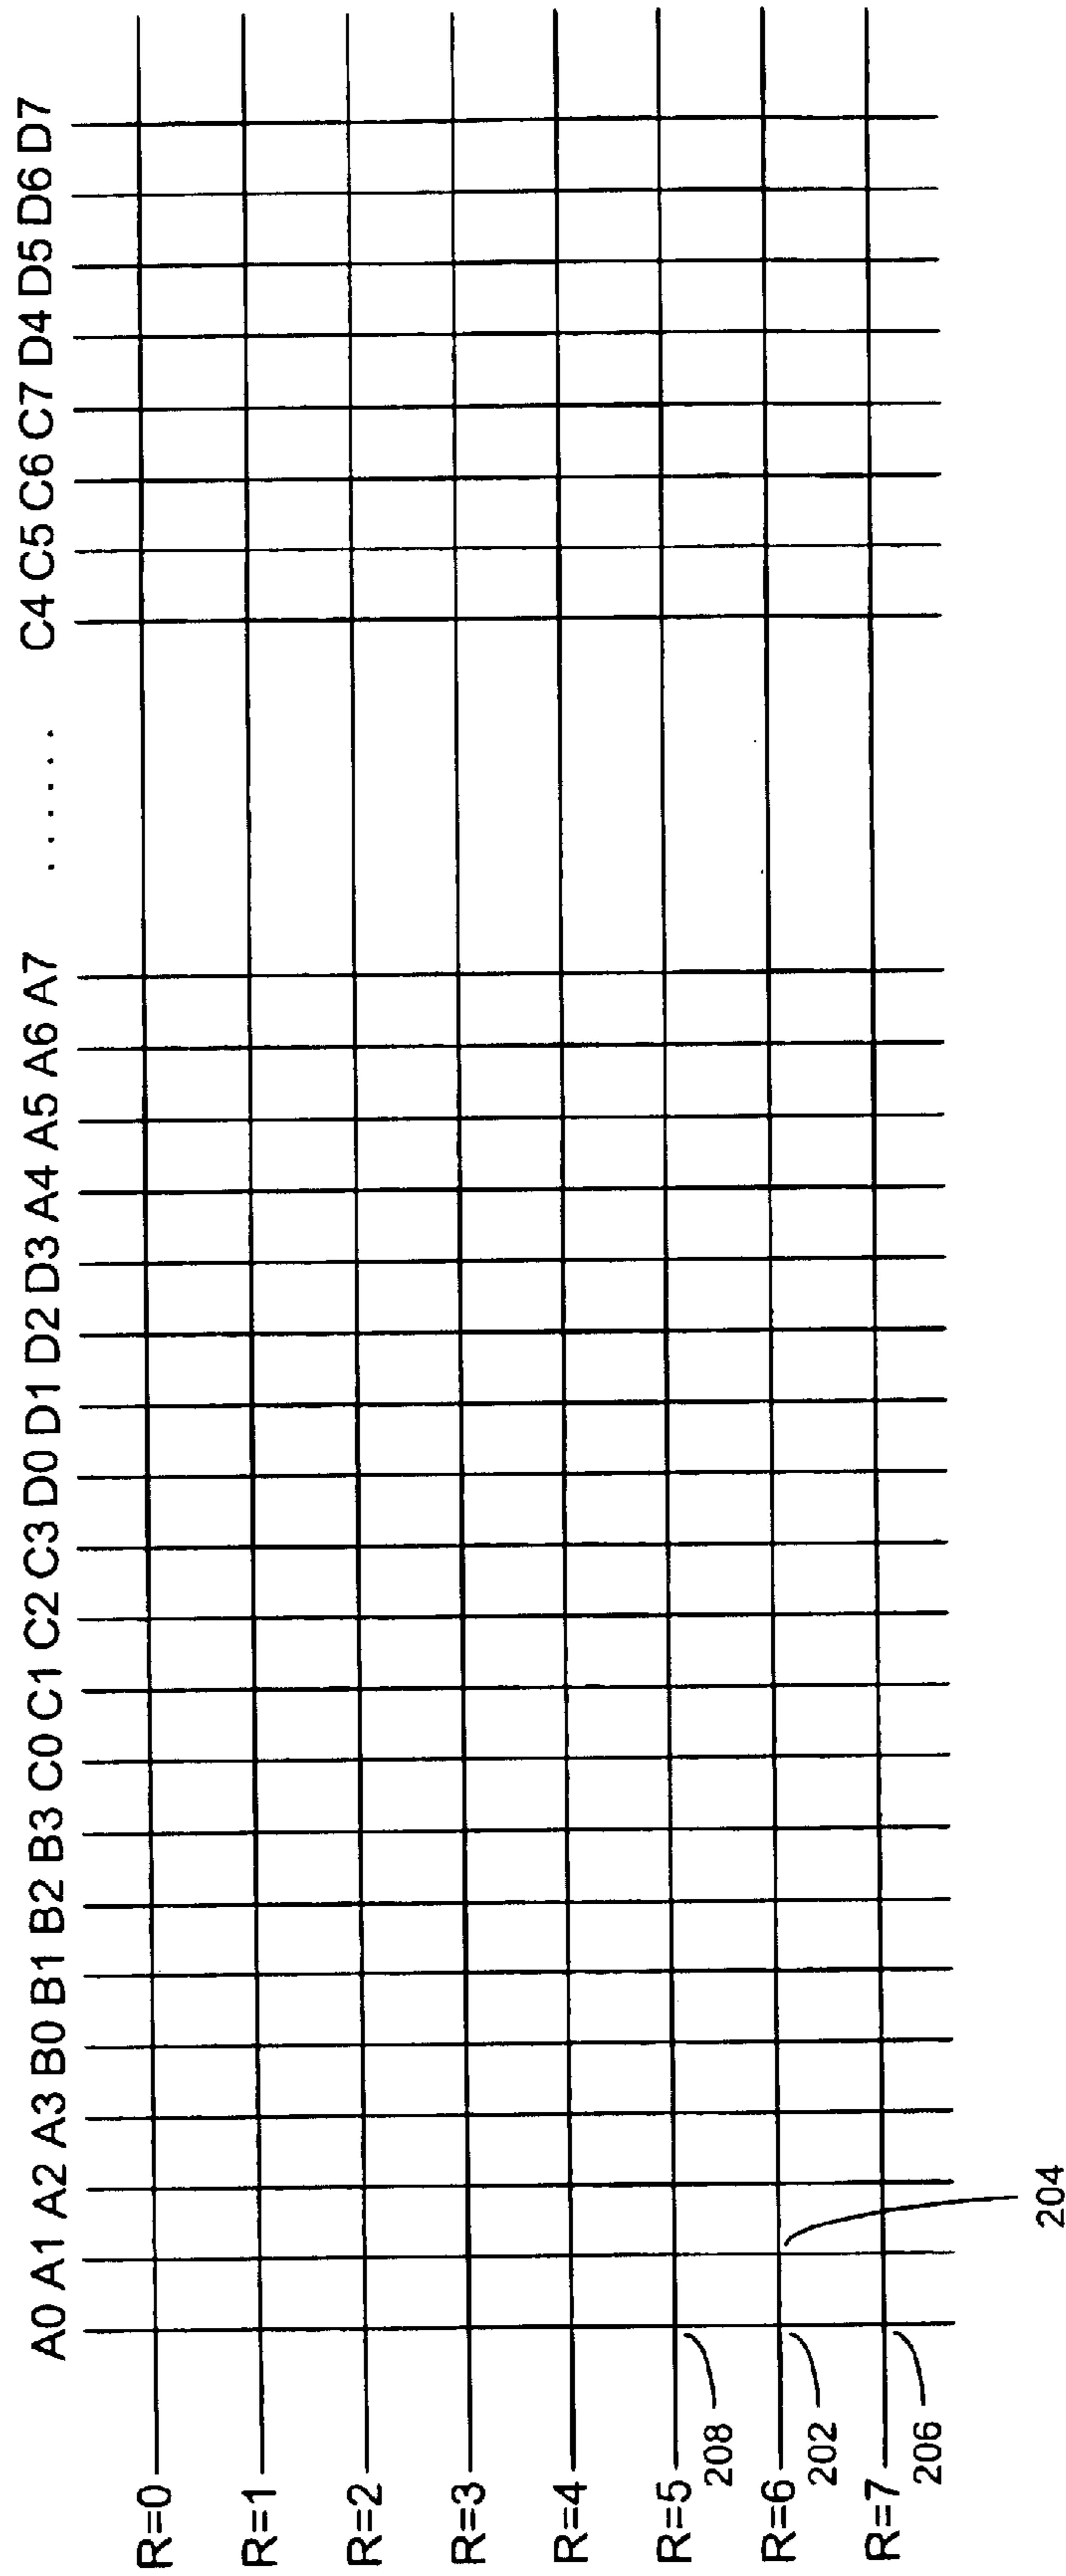 A0 A1 A2 A3 B0 B1 B2 B3 C0 C1 C2 C3 D0 D1 D2 D3 A4 A5 A6 A7 ...... C4 C5 C6 C7 D4 D5 D6 D7
R=0
R=1
R=2
R=3
R=4
R=5
208
R=6
202
R=7
206
204